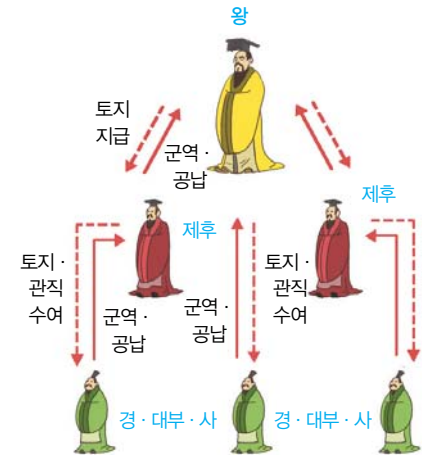 왕
토지
지급
군역 ·
공납
제후
제후
토지 ·
관직
수여
군역 ·
공납
군역 ·
공납
토지 ·
관직
수여
경 · 대부 · 사
경 · 대부 · 사